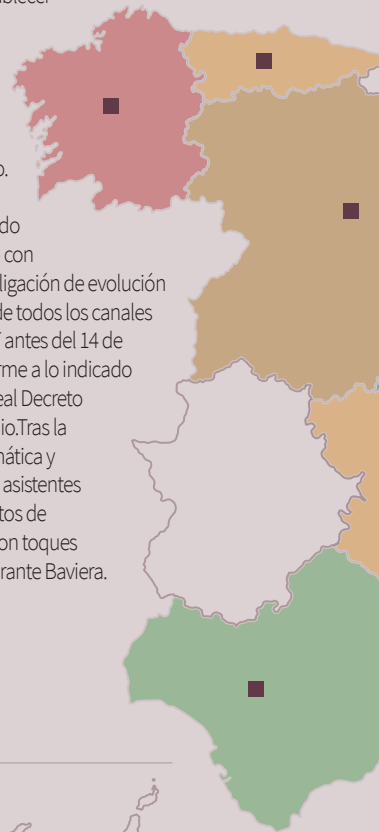 o.
do
con
ligación de evolución
de todos los canales
antes del 14 de
rme a lo indicado
eal Decreto
io.Tras la
nática y
asistentes
tos de
on toques
rante Baviera.